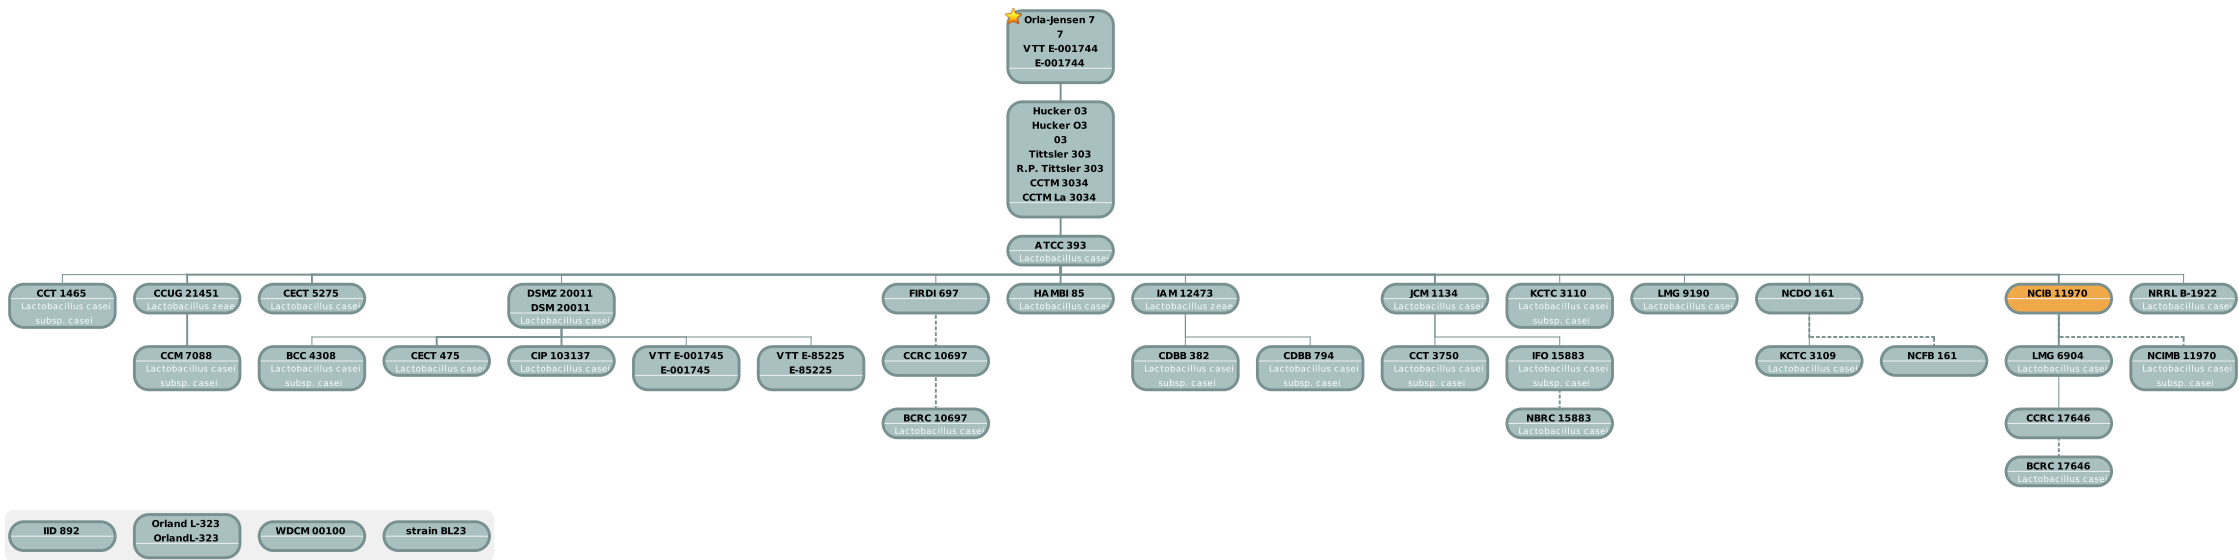 Orla-Jensen 7
7
VTT E-001744
E-001744
Hucker 03
Hucker O3
03
Tittsler 303
R.P. Tittsler 303
CCTM 3034
CCTM La 3034
ATCC 393
Lactobacillus casei
CCT 1465
Lactobacillus casei
subsp. casei
CCUG 21451
Lactobacillus zeae
CECT 5275
Lactobacillus casei
DSMZ 20011
DSM 20011
Lactobacillus casei
FIRDI 697
HAMBI 85
Lactobacillus casei
IAM 12473
Lactobacillus zeae
JCM 1134
Lactobacillus casei
KCTC 3110
Lactobacillus casei
subsp. casei
LMG 9190
Lactobacillus casei
NCDO 161
NCIB 11970
NRRL B-1922
Lactobacillus casei
CCM 7088
Lactobacillus casei
subsp. casei
BCC 4308
Lactobacillus casei
subsp. casei
CECT 475
Lactobacillus casei
CIP 103137
Lactobacillus casei
VTT E-001745
E-001745
VTT E-85225
E-85225
CCRC 10697
CDBB 382
Lactobacillus casei
subsp. casei
CDBB 794
Lactobacillus casei
subsp. casei
CCT 3750
Lactobacillus casei
subsp. casei
IFO 15883
Lactobacillus casei
subsp. casei
KCTC 3109
Lactobacillus casei
NCFB 161
LMG 6904
Lactobacillus casei
NCIMB 11970
Lactobacillus casei
subsp. casei
BCRC 10697
Lactobacillus casei
NBRC 15883
Lactobacillus casei
CCRC 17646
BCRC 17646
Lactobacillus casei
IID 892
Orland L-323
OrlandL-323
WDCM 00100
strain BL23